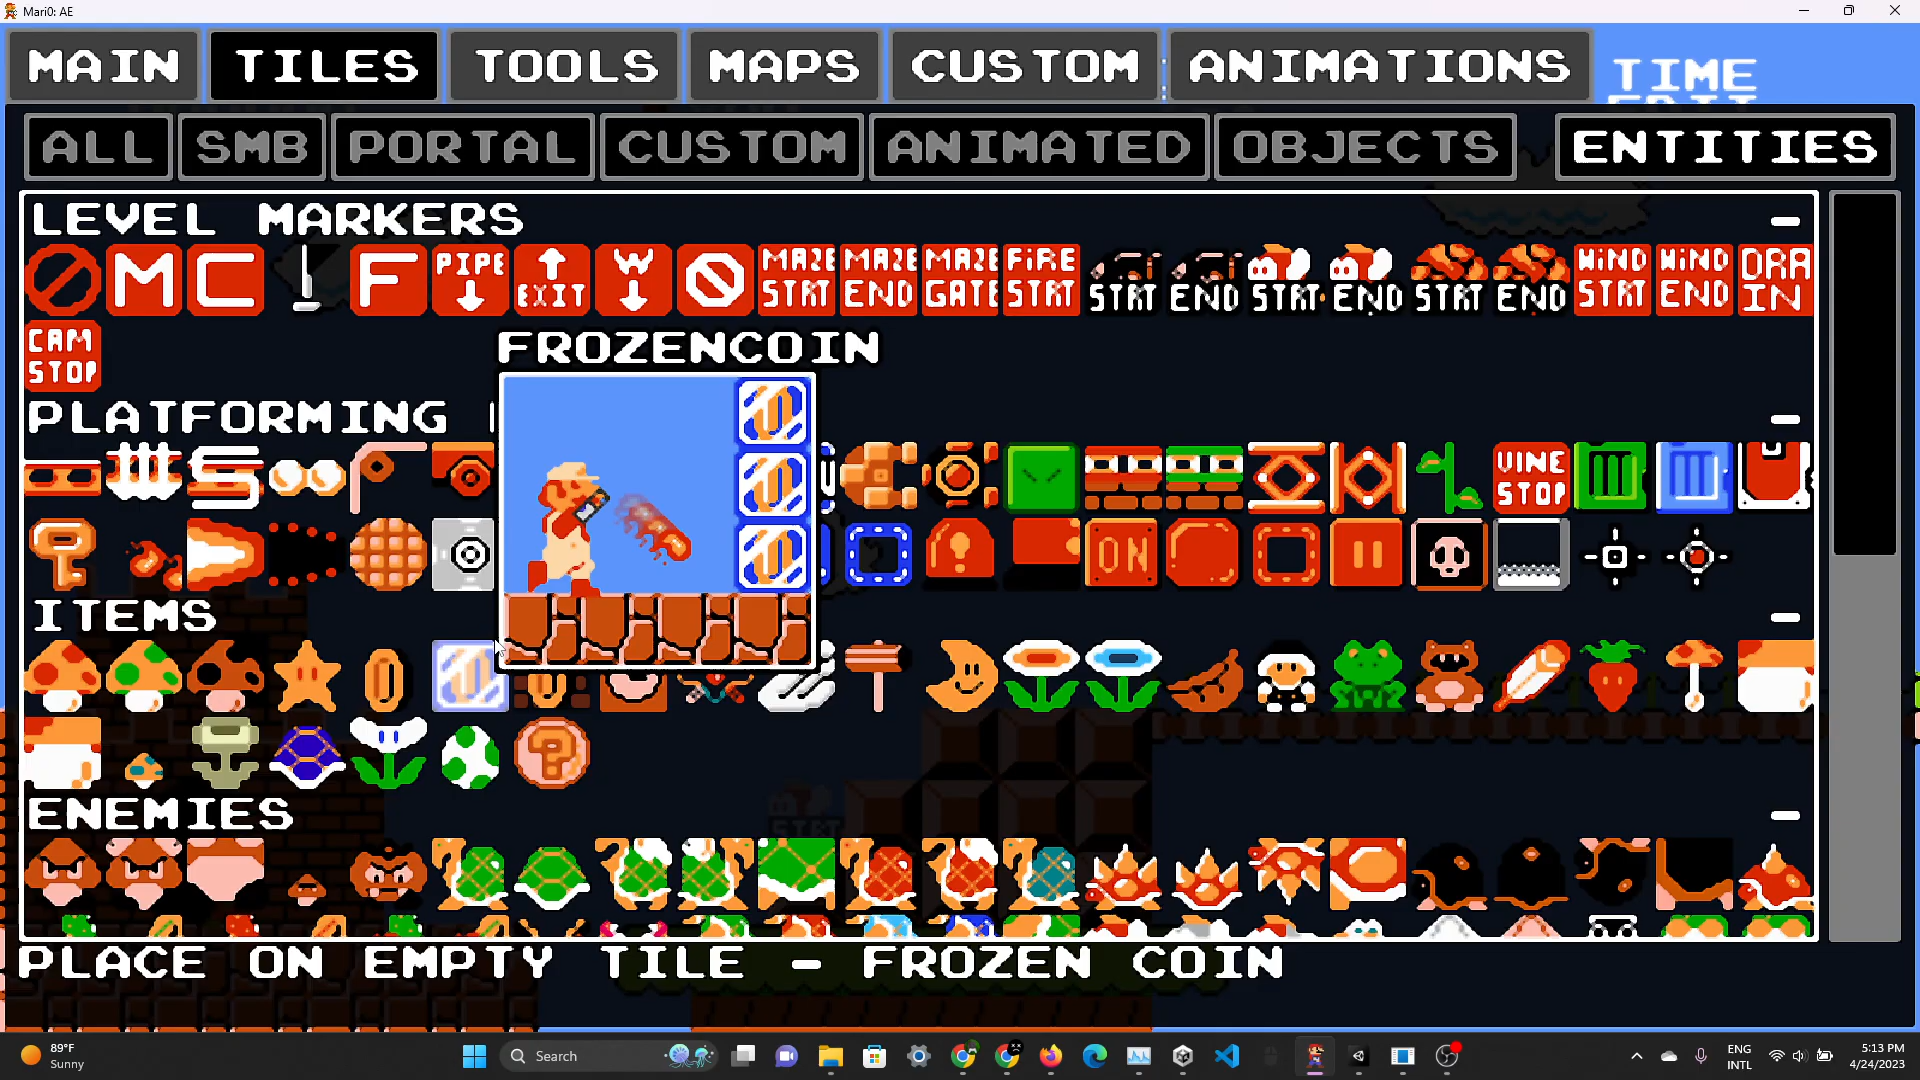 Mari0: AE
MAIN TILES TOOLS MAPS CUSTOM ANIMATIONS TIME
ALL SMB PORTAL CUSTOM ANIMATED OBJECTS ENTITIES
LEVEL MARKERS
M C F PIPE EXIT W MAZE STRT MAZE END MAZE GATE FIRE STRT STRT END STRT END STRT END WIND STRT WIND END DRA IN
CAM STOP
FROZENCOIN
PLATFORMING
S VINE STOP
ON
ITEMS
ENEMIES
PLACE ON EMPTY TILE - FROZEN COIN
89°F
Sunny
Search
ENG
INTL
5:13 PM
4/24/2023